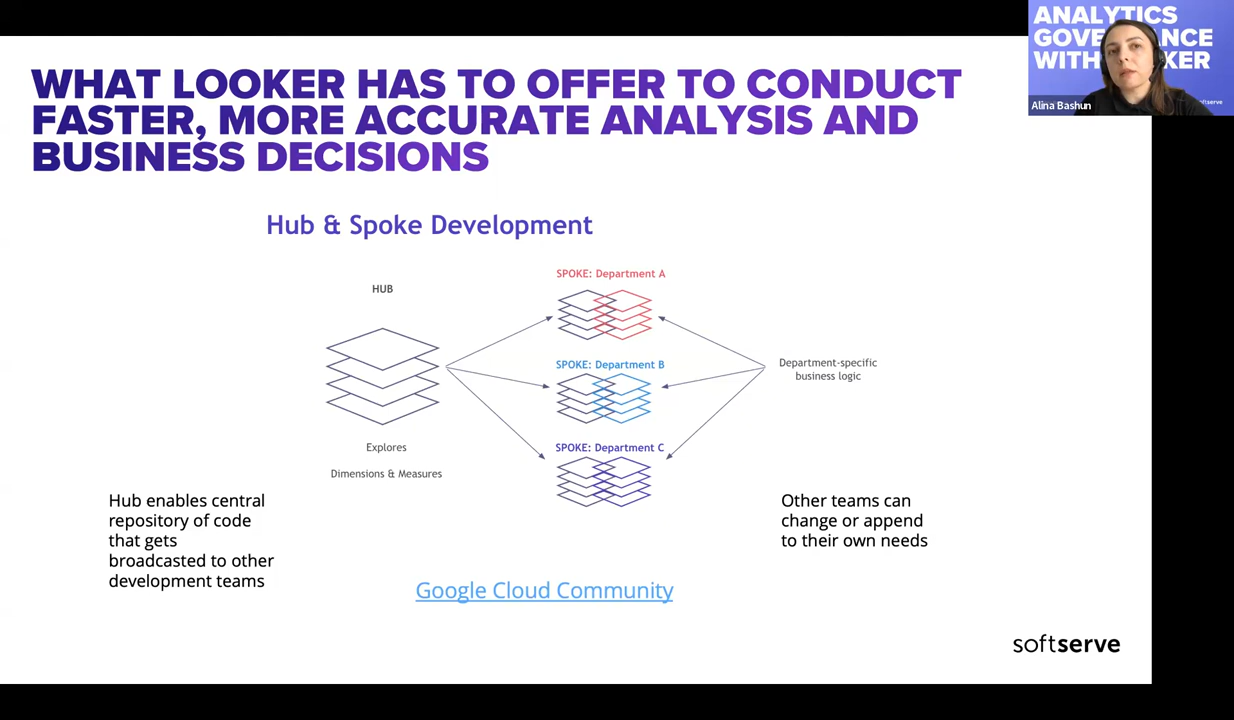 WHAT LOOKER HAS TO OFFER TO CONDUCT
FASTER, MORE ACCURATE ANALYSIS AND
BUSINESS DECISIONS
ANALYTICS
WITH
Alina Bashun
softserve
Hub & Spoke Development
HUB
SPOKE: Department A
SPOKE: Department B
SPOKE: Department C
Department-specific
business logic
Explores
Dimensions & Measures
Hub enables central
repository of code
that gets
broadcasted to other
development teams
Other teams can
change or append
to their own needs
Google Cloud Community
softserve